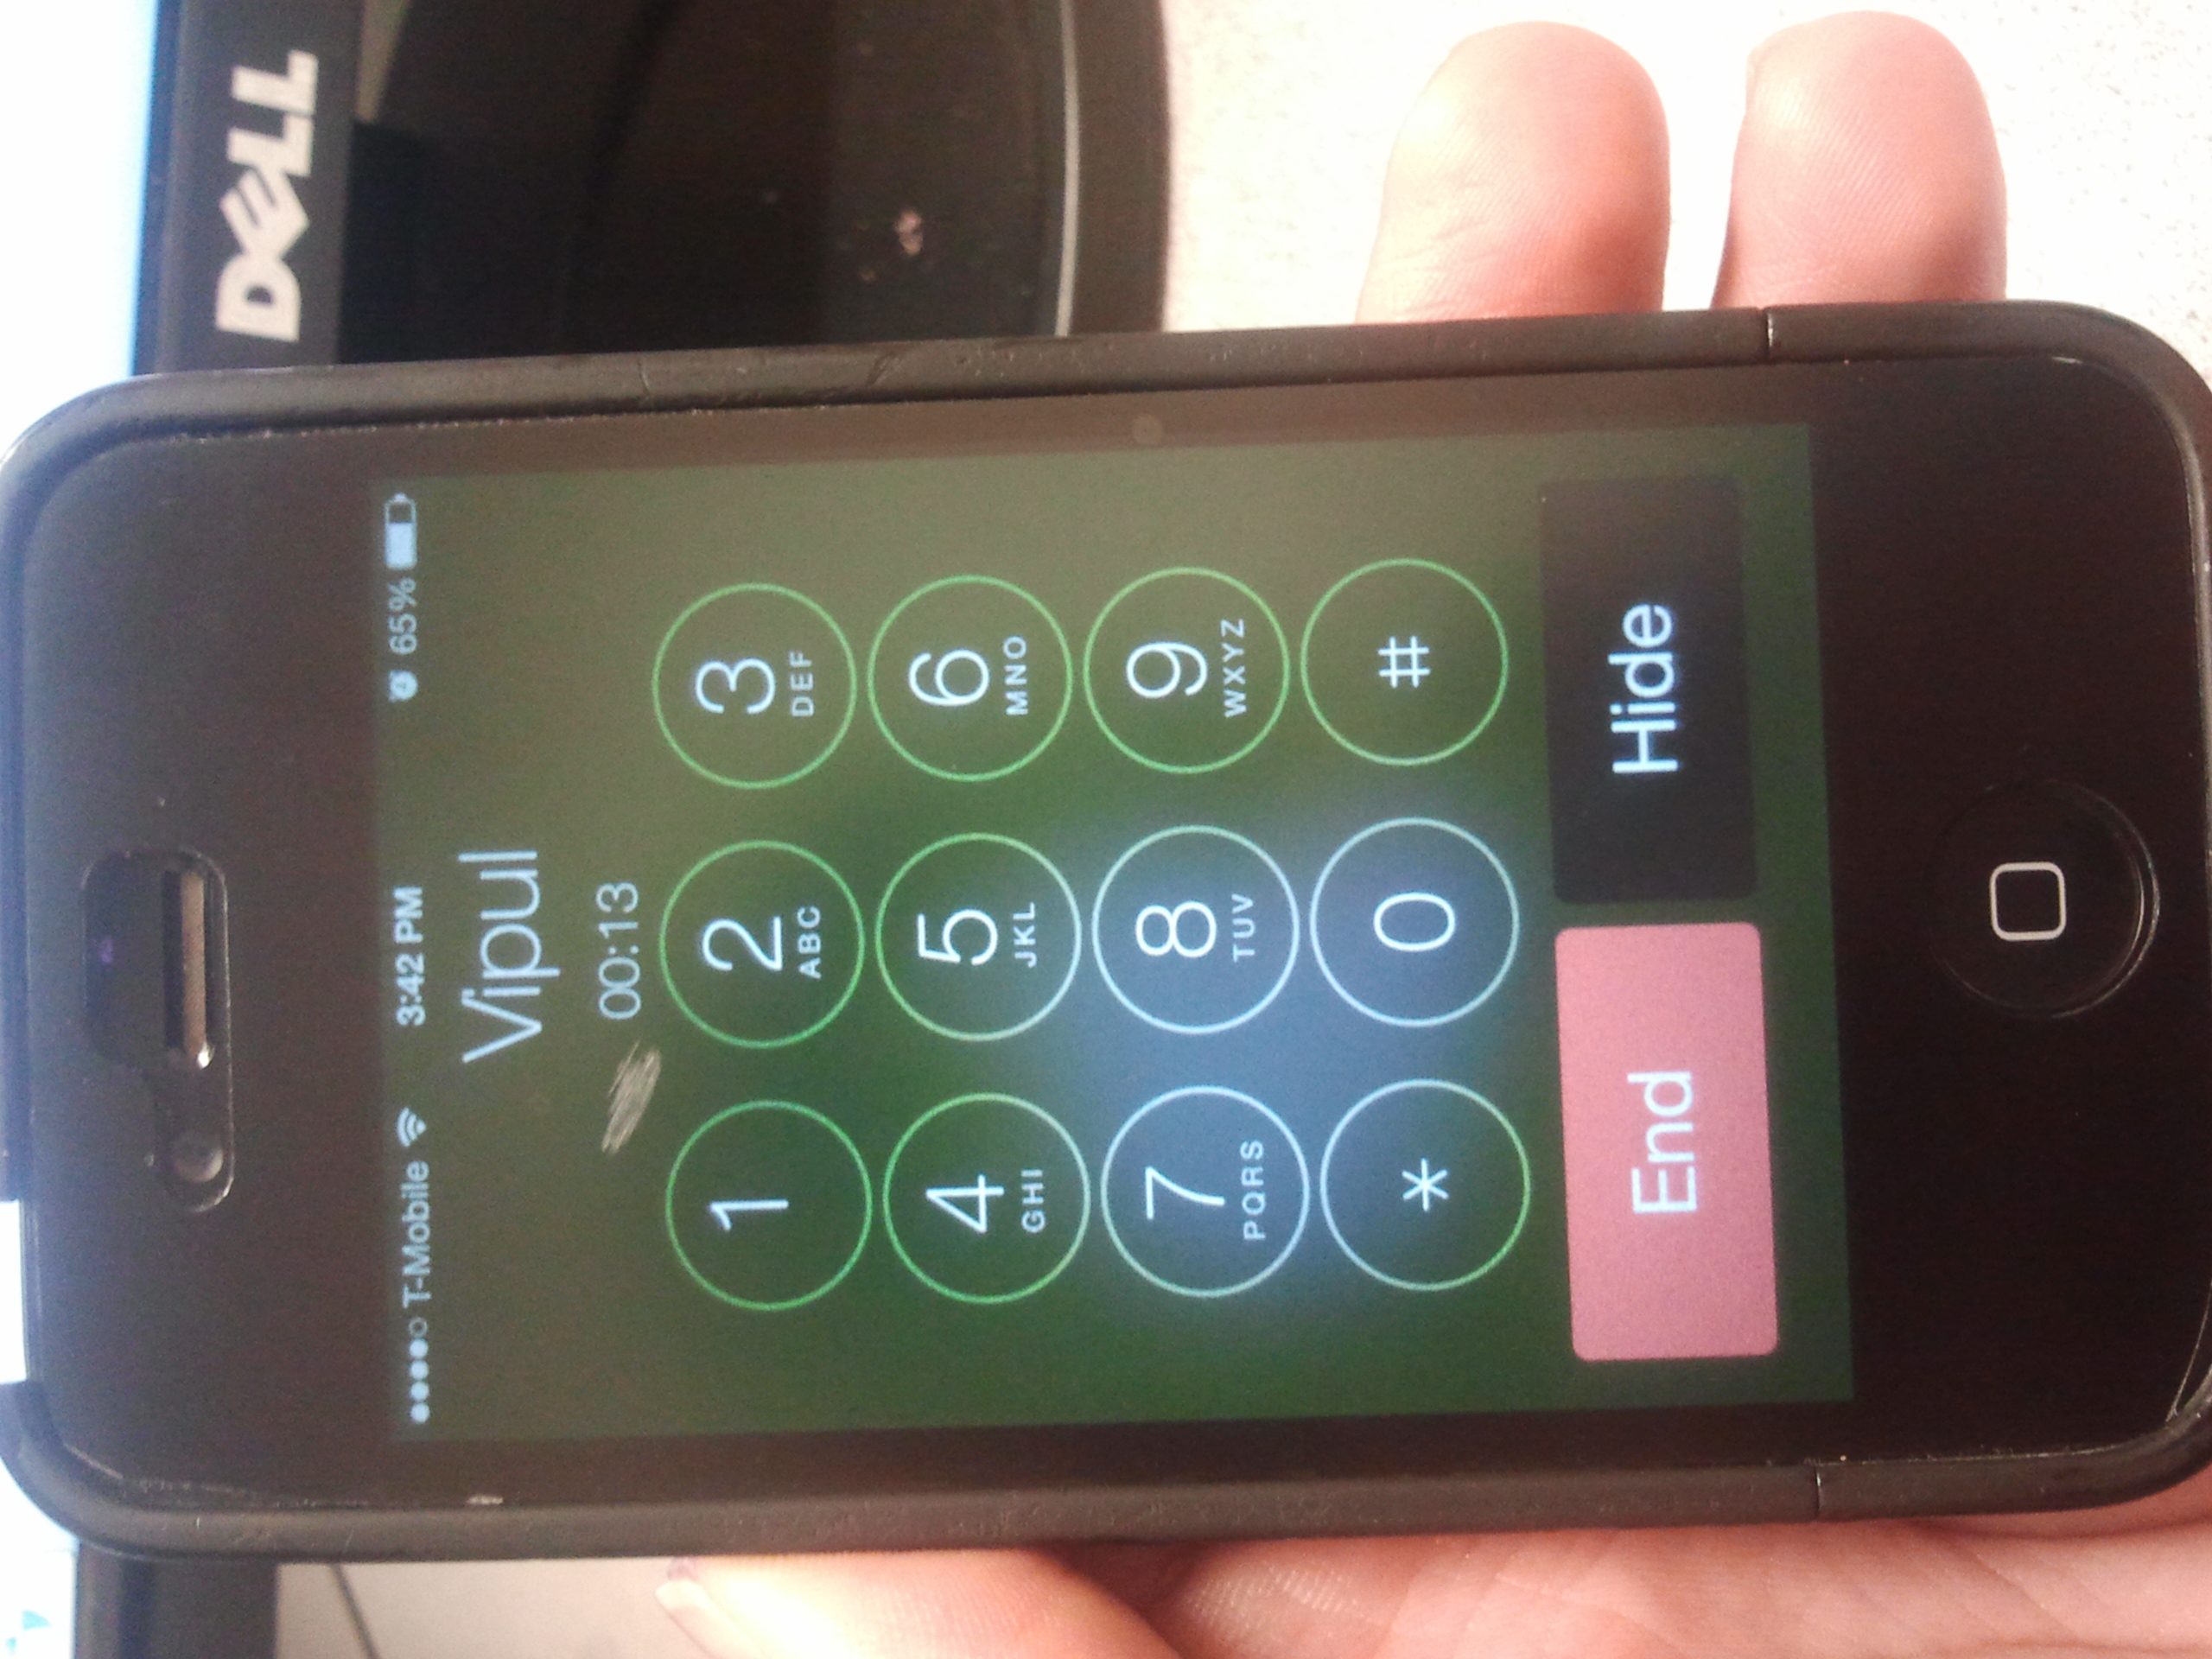 DELL
T-Mobile 3:42 PM 65%
Vipul
00:13
1 2 3
ABC DEF
4 5 6
GHI JKL MNO
7 8 9
PQRS TUV WXYZ
* 0 #
End Hide